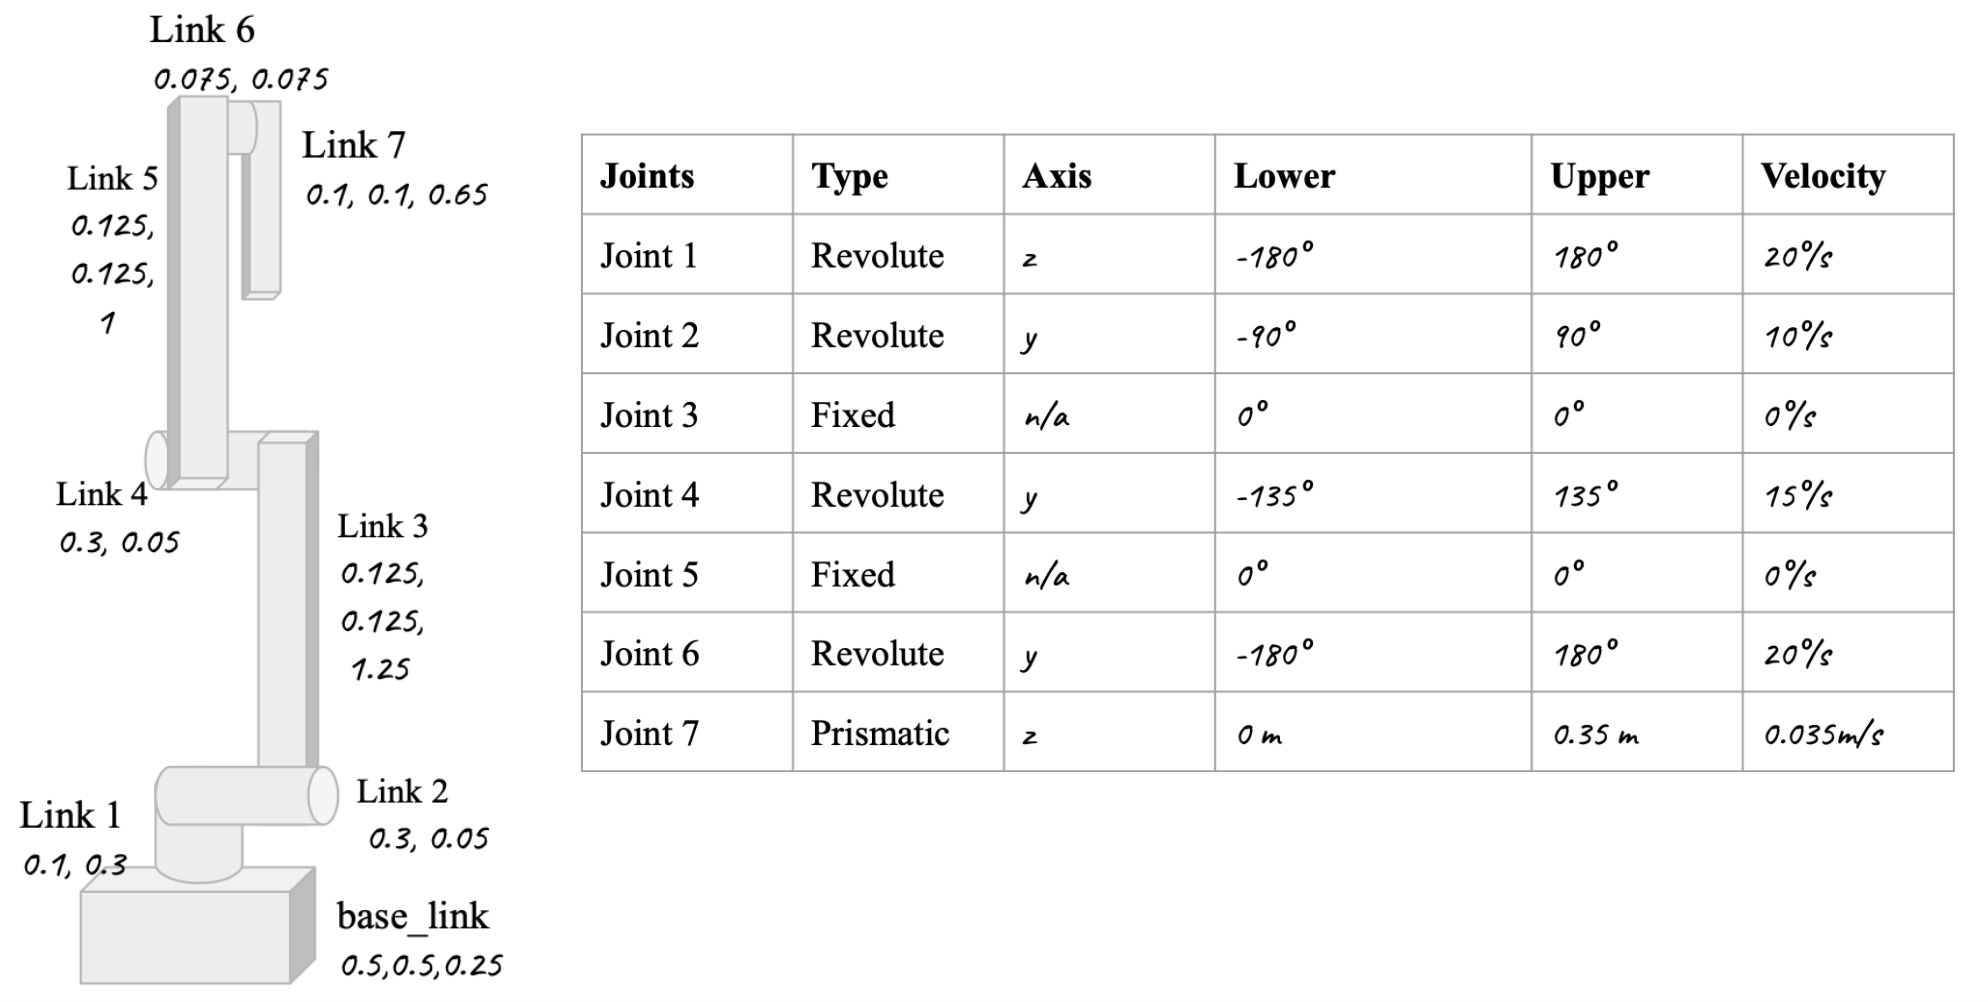 Link 6
0.075, 0.075
Link 7
0.1, 0.1, 0.65
Link 5
0.125,
0.125,
1
Link 4
0.3, 0.05
Link 3
0.125,
0.125,
1.25
Link 2
0.3, 0.05
Link 1
0.1, 0.3
base_link
0.5,0.5,0.25
Joints Type Axis Lower Upper Velocity
Joint 1 Revolute z -180° 180° 20°/s
Joint 2 Revolute y -90° 90° 10°/s
Joint 3 Fixed n/a 0° 0° 0°/s
Joint 4 Revolute y -135° 135° 15°/s
Joint 5 Fixed n/a 0° 0° 0°/s
Joint 6 Revolute y -180° 180° 20°/s
Joint 7 Prismatic z 0 m 0.35 m 0.035m/s